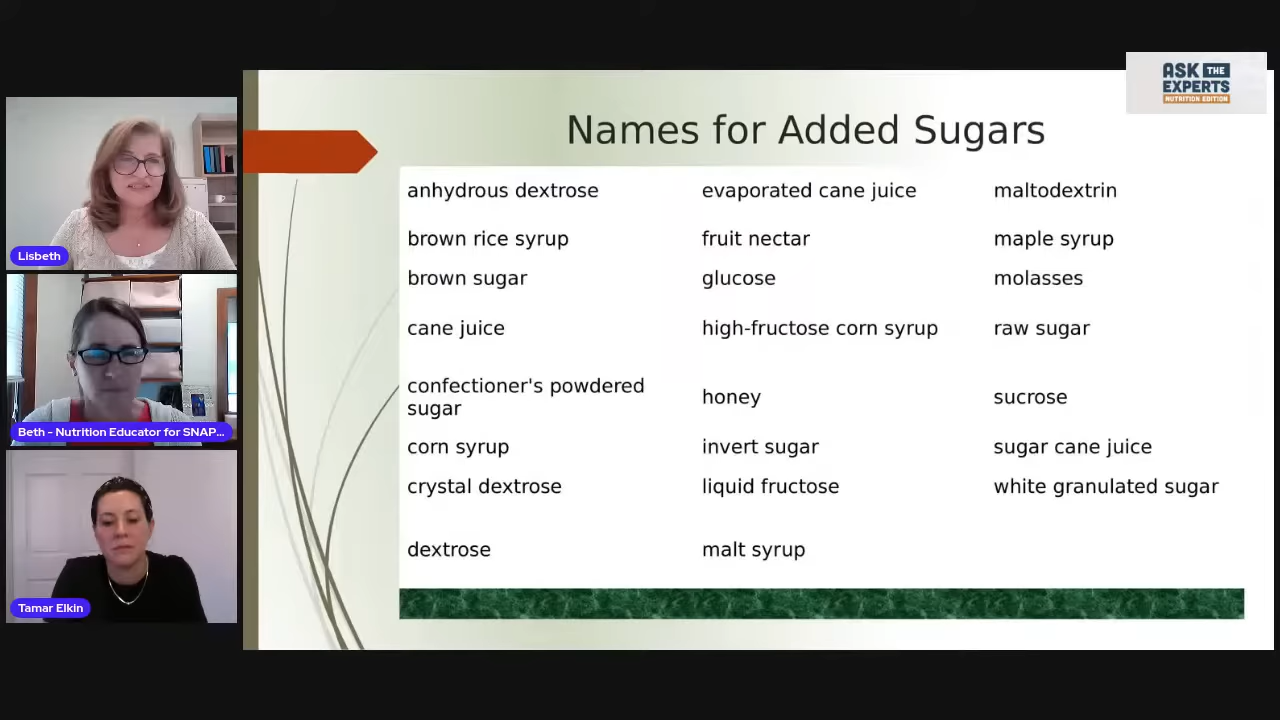 ASK THE
EXPERTS
NUTRITION EDITION
Names for Added Sugars
anhydrous dextrose
evaporated cane juice
maltodextrin
brown rice syrup
fruit nectar
maple syrup
brown sugar
glucose
molasses
cane juice
high-fructose corn syrup
raw sugar
confectioner's powdered
sugar
honey
sucrose
corn syrup
invert sugar
sugar cane juice
crystal dextrose
liquid fructose
white granulated sugar
dextrose
malt syrup
Lisbeth
Beth - Nutrition Educator for SNAP...
Tamar Elkin